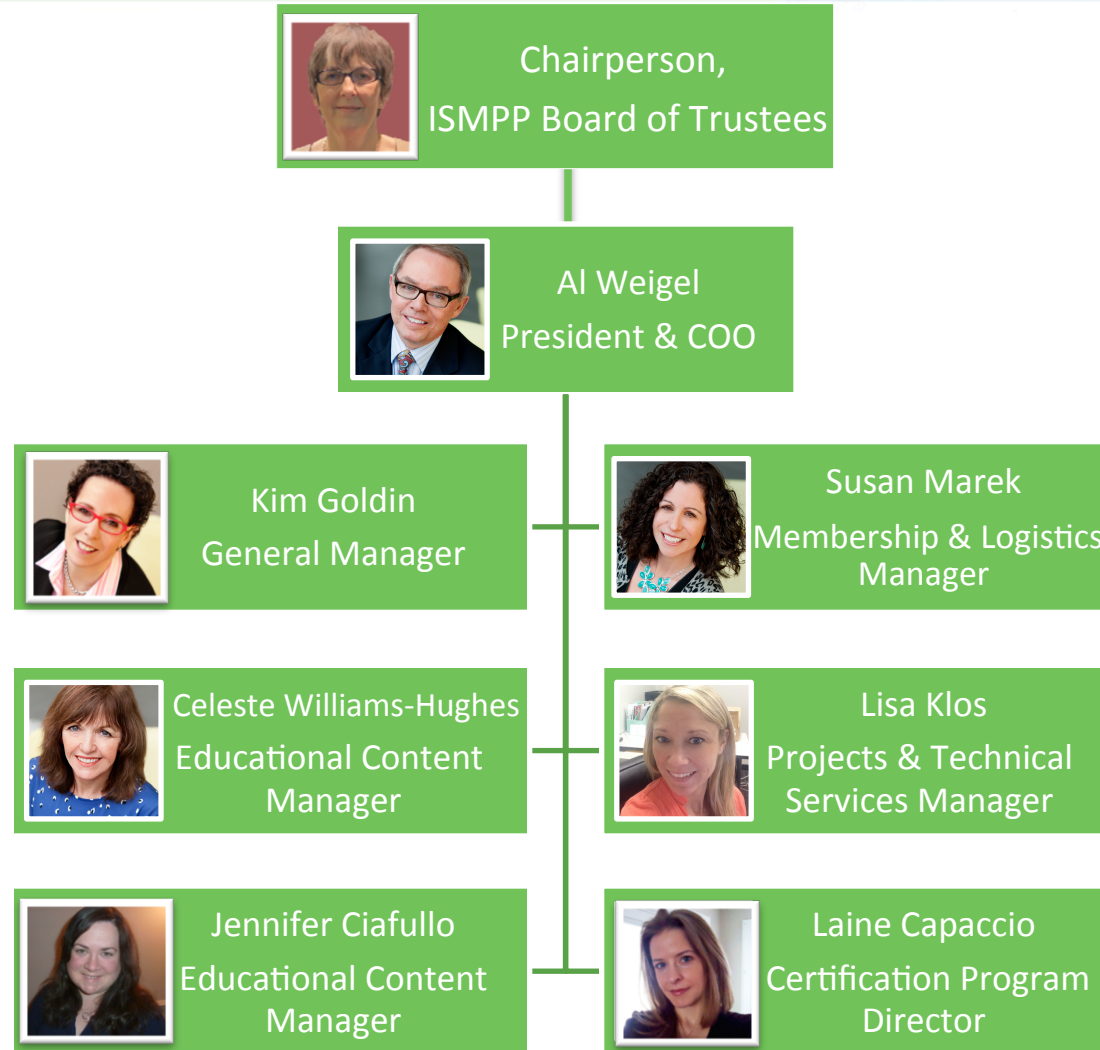 Chairperson,
ISMPP Board of Trustees
Al Weigel
President & COO
Kim Goldin
General Manager
Susan Marek
Membership & Logistics
Manager
Celeste Williams-Hughes
Educational Content
Manager
Lisa Klos
Projects & Technical
Services Manager
Jennifer Ciafullo
Educational Content
Manager
Laine Capaccio
Certification Program
Director